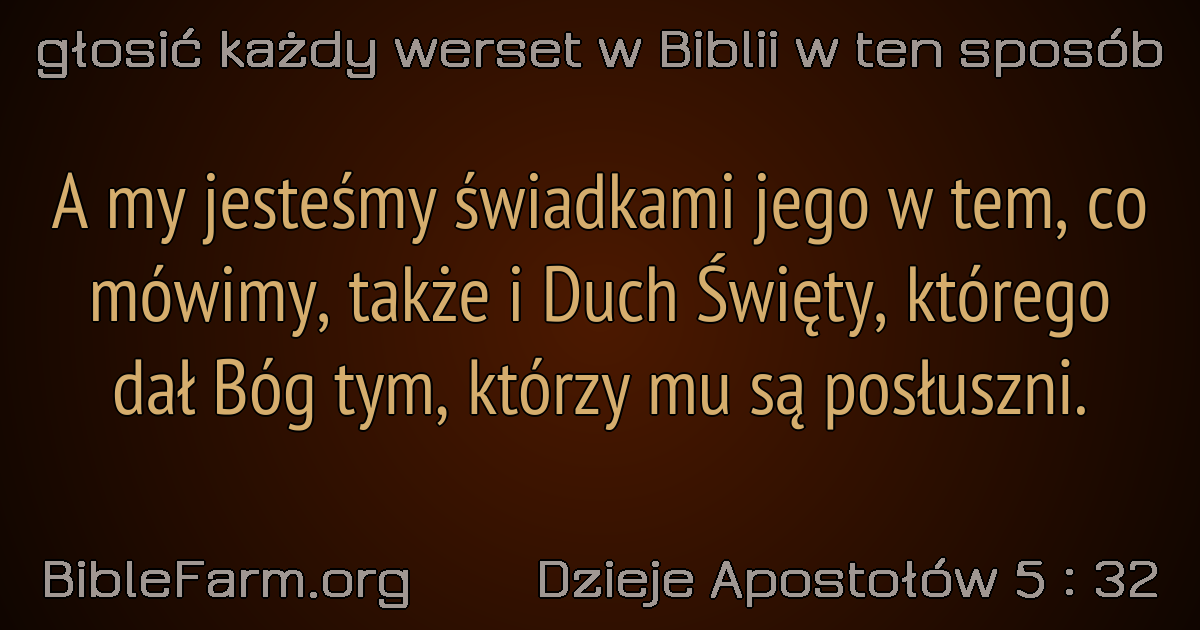 głosić każdy werset w Biblii w ten sposób
A my jesteśmy świadkami jego w tem, co
mówimy, także i Duch Święty, którego
dał Bóg tym, którzy mu są posłuszni.
BibleFarm.org
Dzieje Apostołów 5 : 32